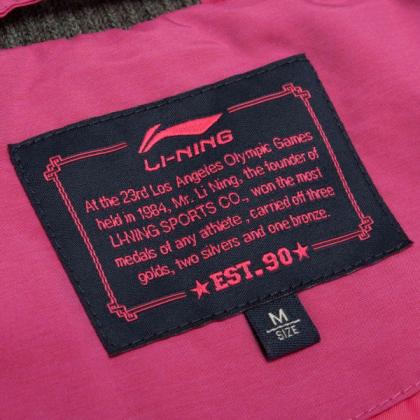 LI-NING
At the 23rd Los Angeles Olympic Games
held in 1984, Mr. Li Ning, the founder of
LI-NING SPORTS CO., won the most
medals of any athlete , carried off three
golds, two silvers and one bronze.
★EST. 90★
M
SIZE